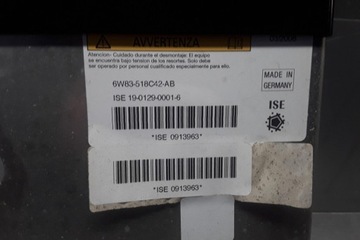 AVVERTENZA
Atencion- Cuidado durante el desmontaje. El equipo
se encuentra bajo tension de los resortes. Solo debe
ser operado por personal cualificado especialmente para ello.
6W83-518C42-AB
ISE 19-0129-0001-6
MADE IN
GERMANY
ISE
*ISE 0913963*
*ISE 0913963*